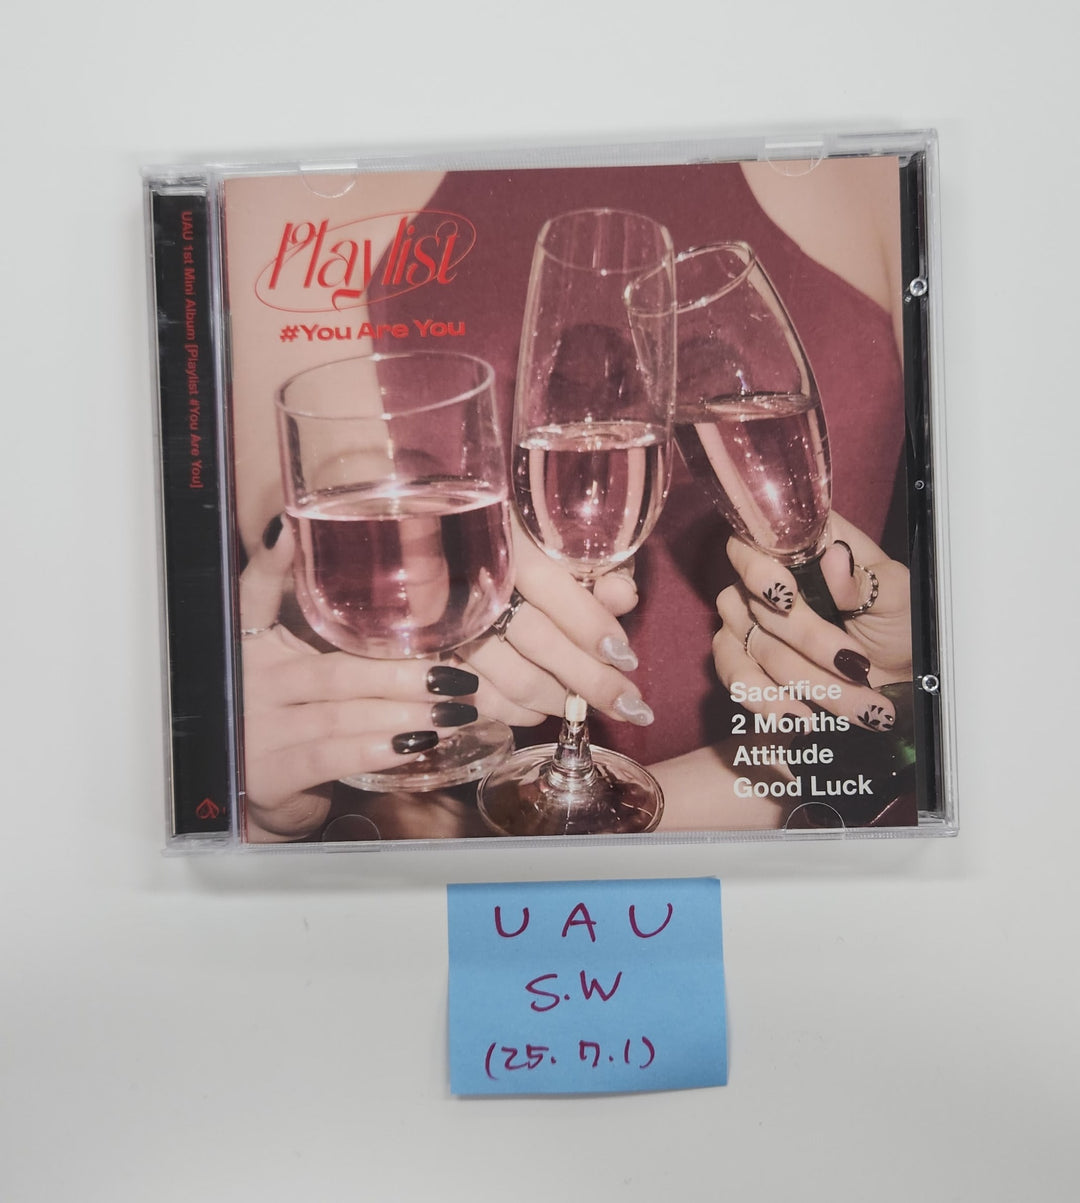 UAU 1st Mini Album [Playlist #You Are You]
Playlist
#You Are You
Sacrifice
2 Months
Attitude
Good Luck
UAU
S.W
(25. 7. 1)